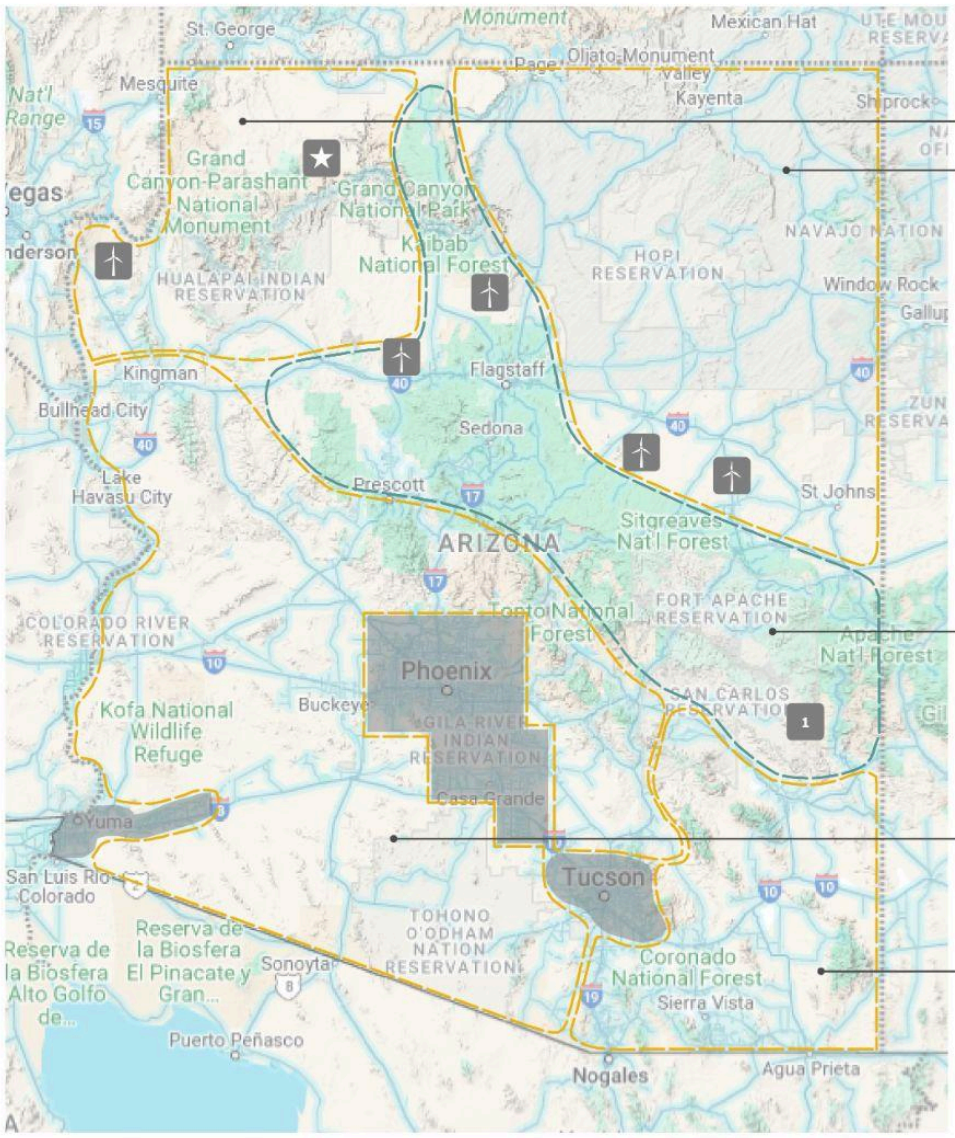 Monument
Mexican Hat
UTE MOU
RESERVA
St. George
Oljato-Monument
Valley
Page
Mesquite
Kayenta
Shiprock
Nat'l
Range
15
NA
OFF
Grand
Canyon-Parashant
National
Monument
Grand Canyon
National Park
Vegas
nderson
Kaibab
National Forest
HOPI
RESERVATION
NAVAJO NATION
HUALAPAI INDIAN
RESERVATION
Window Rock
Gallup
Kingman
40
Flagstaff
40
Bullhead City
ZUN
RESERVA
40
Sedona
40
Lake
Havasu City
Prescott
17
St Johns
Sitgreaves
Nat'l Forest
ARIZONA
17
COLORADO RIVER
RESERVATION
Tonto National
Forest
FORT APACHE
RESERVATION
Apache
Nat'l Forest
10
Phoenix
Kofa National
Wildlife
Refuge
Buckeye
SAN CARLOS
RESERVATION
1
Gil
GILA RIVER
INDIAN
RESERVATION
Casa Grande
Yuma
8
San Luis Rio
Colorado
2
Tucson
10
10
TOHONO
O'ODHAM
NATION
RESERVATION
Reserva de
la Biosfera
Alto Golfo
de...
Reserva de
la Biosfera
El Pinacate y
Gran...
Sonoyta
8
Coronado
National Forest
19
Sierra Vista
Puerto Peñasco
Nogales
Agua Prieta
A